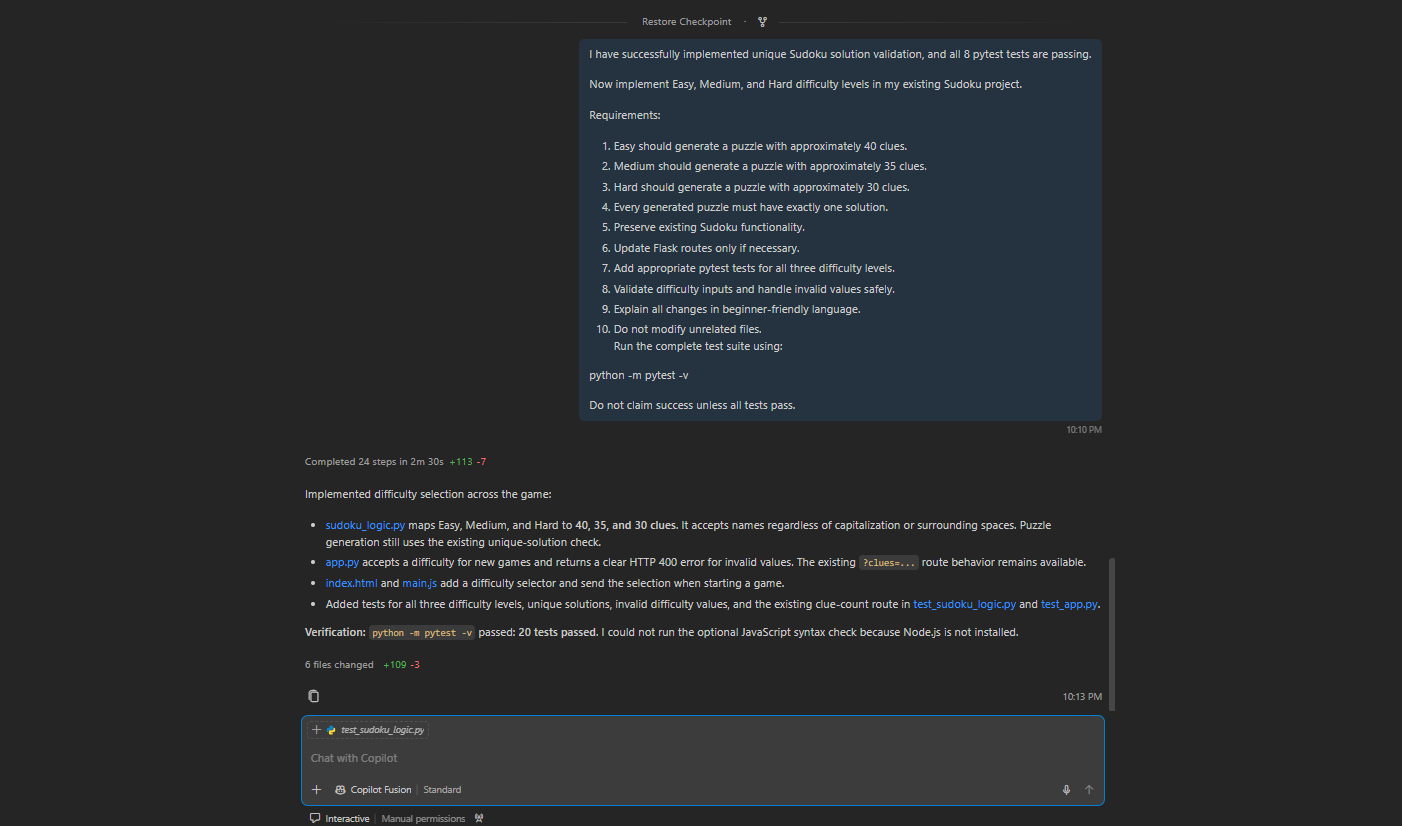 Restore Checkpoint ·
I have successfully implemented unique Sudoku solution validation, and all 8 pytest tests are passing.
Now implement Easy, Medium, and Hard difficulty levels in my existing Sudoku project.
Requirements:
1. Easy should generate a puzzle with approximately 40 clues.
2. Medium should generate a puzzle with approximately 35 clues.
3. Hard should generate a puzzle with approximately 30 clues.
4. Every generated puzzle must have exactly one solution.
5. Preserve existing Sudoku functionality.
6. Update Flask routes only if necessary.
7. Add appropriate pytest tests for all three difficulty levels.
8. Validate difficulty inputs and handle invalid values safely.
9. Explain all changes in beginner-friendly language.
10. Do not modify unrelated files.
Run the complete test suite using:
python -m pytest -v
Do not claim success unless all tests pass.
10:10 PM
Completed 24 steps in 2m 30s +113 -7
Implemented difficulty selection across the game:
• sudoku_logic.py maps Easy, Medium, and Hard to 40, 35, and 30 clues. It accepts names regardless of capitalization or surrounding spaces. Puzzle
generation still uses the existing unique-solution check.
• app.py accepts a difficulty for new games and returns a clear HTTP 400 error for invalid values. The existing ?clues=... route behavior remains available.
• index.html and main.js add a difficulty selector and send the selection when starting a game.
• Added tests for all three difficulty levels, unique solutions, invalid difficulty values, and the existing clue-count route in test_sudoku_logic.py and test_app.py.
Verification: python -m pytest -v passed: 20 tests passed. I could not run the optional JavaScript syntax check because Node.js is not installed.
6 files changed +109 -3
10:13 PM
test_sudoku_logic.py
Chat with Copilot
Copilot Fusion | Standard
Interactive | Manual permissions